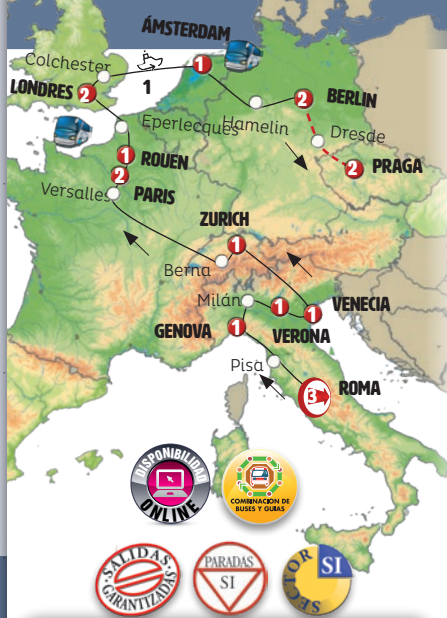 ÁMSTERDAM
Colchester
1
1
LONDRES 2
2 BERLIN
Eperlecques
Hamelin
Dresde
1 ROUEN
2 PRAGA
2
Versalles PARIS
ZURICH
1
Berna
Milán
1
1 VENECIA
GENOVA 1
VERONA
Pisa
3 ROMA
DISPONIBILIDAD
ONLINE
COMBINACIÓN DE
BUSES Y GUÍAS
SALIDAS
GARANTIZADAS
PARADAS
SI
SECTOR
SI